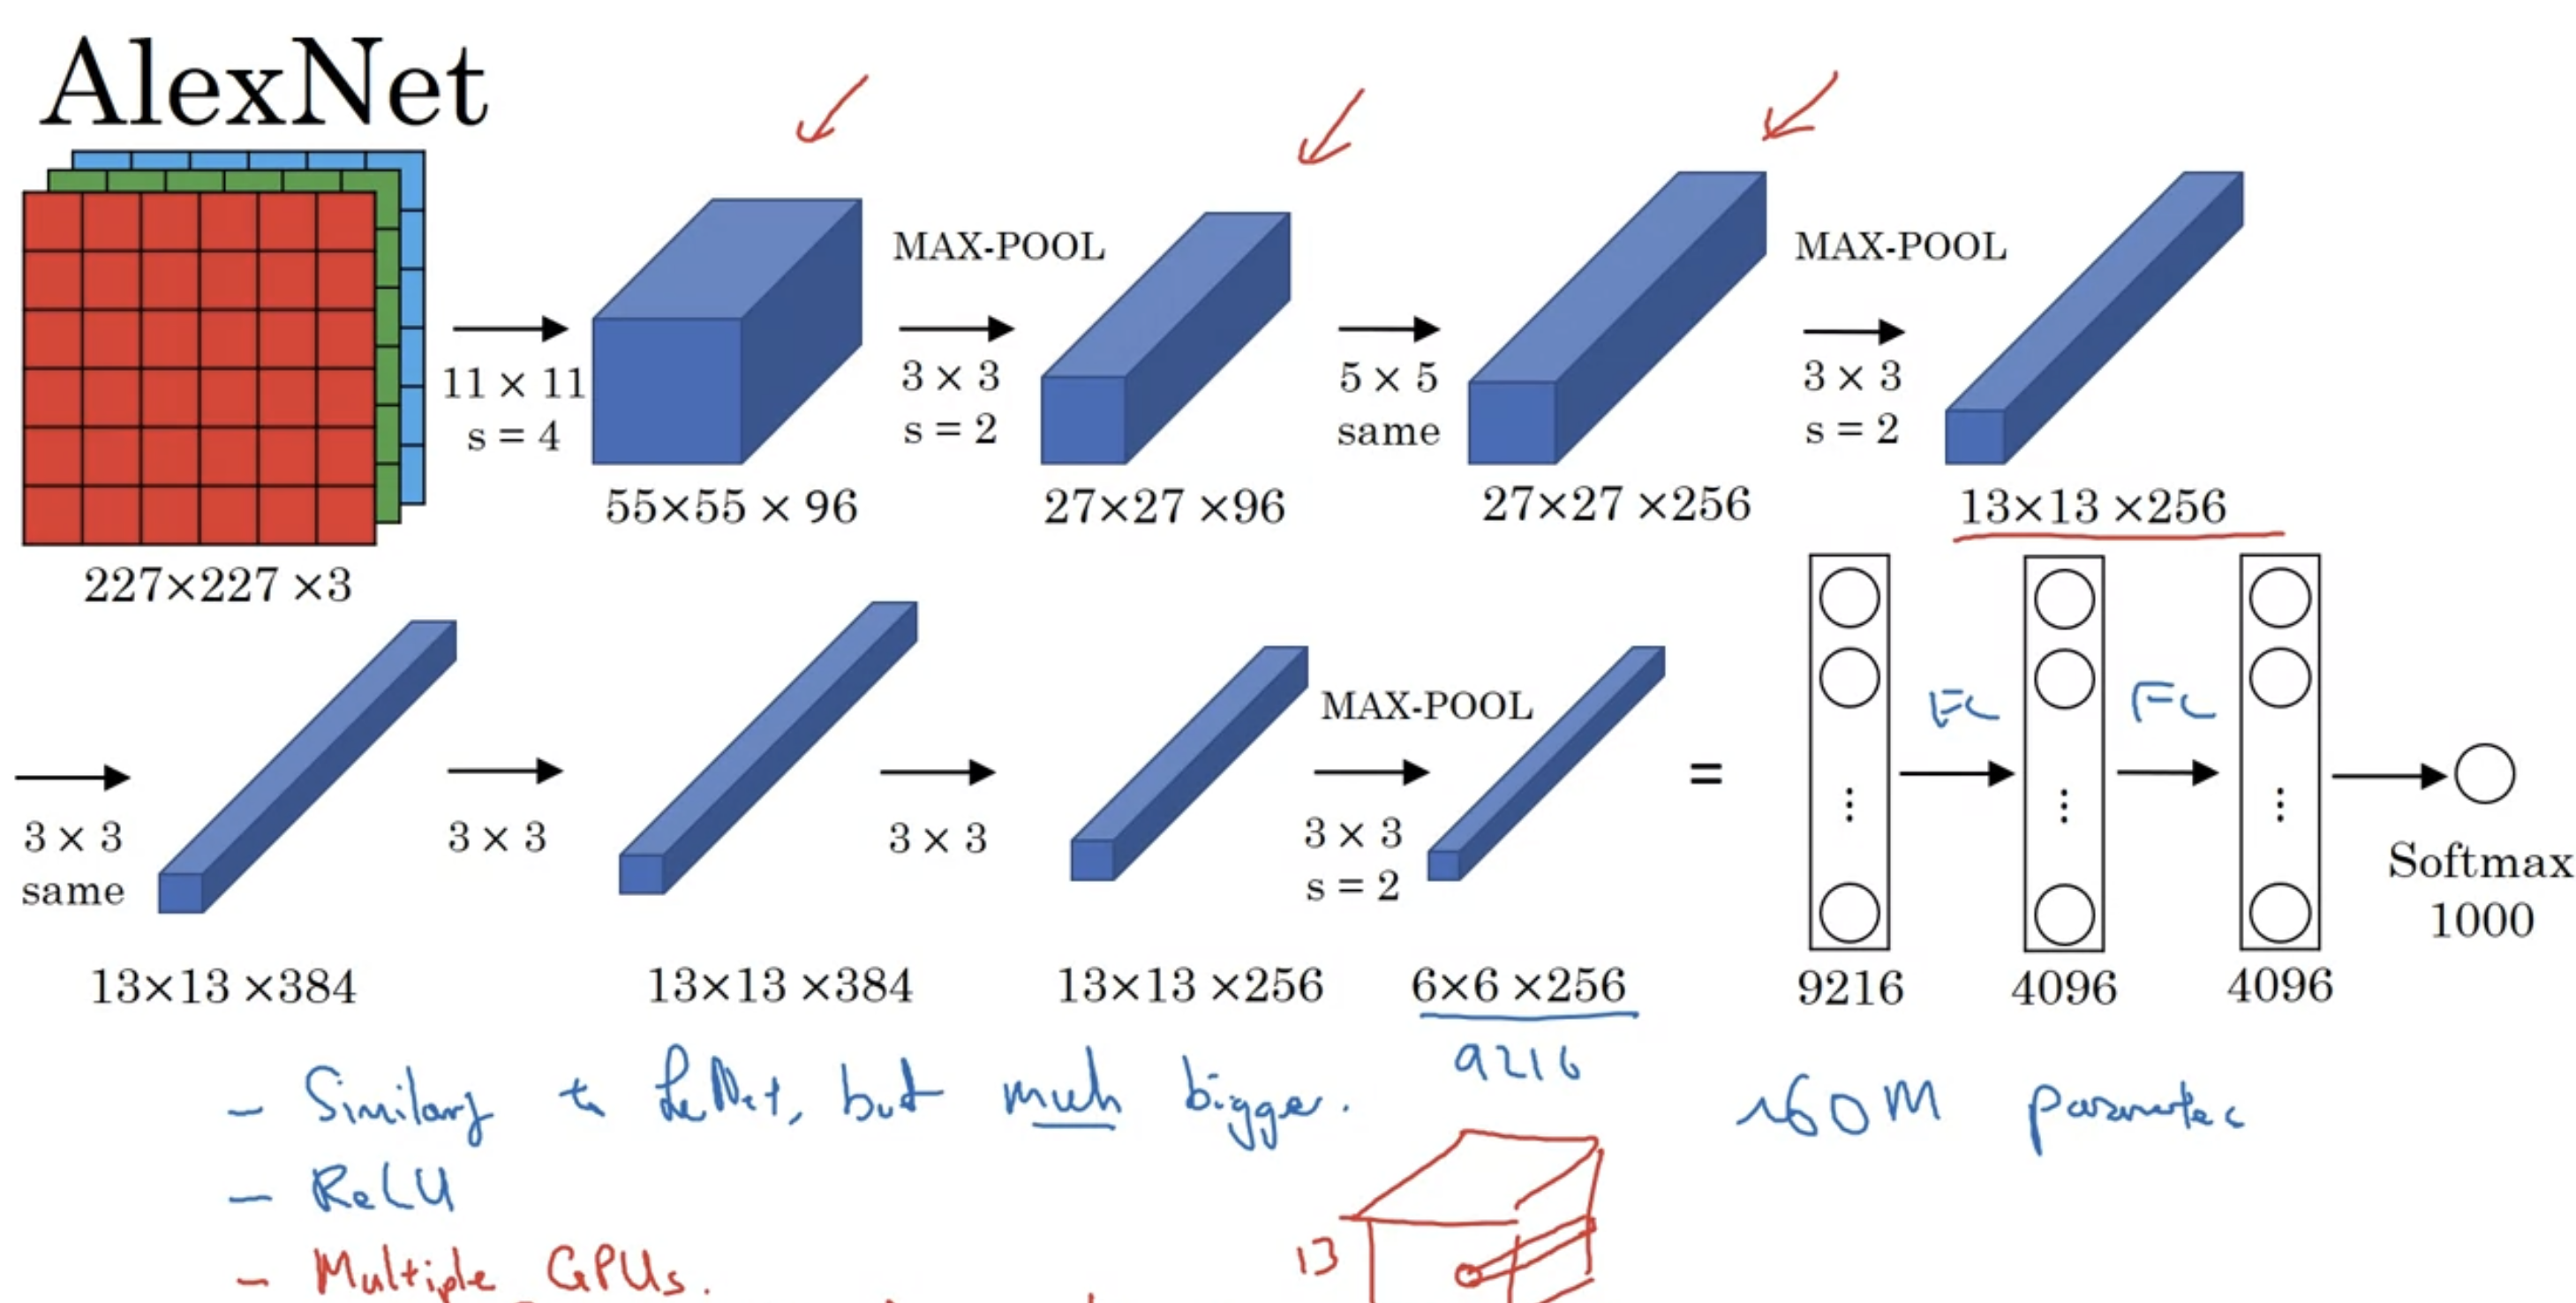 AlexNet
MAX-POOL
MAX-POOL
11 × 11
s = 4
3 × 3
s = 2
5 × 5
same
3 × 3
s = 2
227×227 ×3
55×55 × 96
27×27 ×96
27×27 ×256
13×13 ×256
MAX-POOL
FC
FC
3 × 3
same
3 × 3
3 × 3
3 × 3
s = 2
=
Softmax
1000
13×13 ×384
13×13 ×384
13×13 ×256
6×6 ×256
9216
4096
4096
9216
- Similary to LeNet, but much bigger.
~60M parameters
- ReLU
- Multiple GPUs.
13